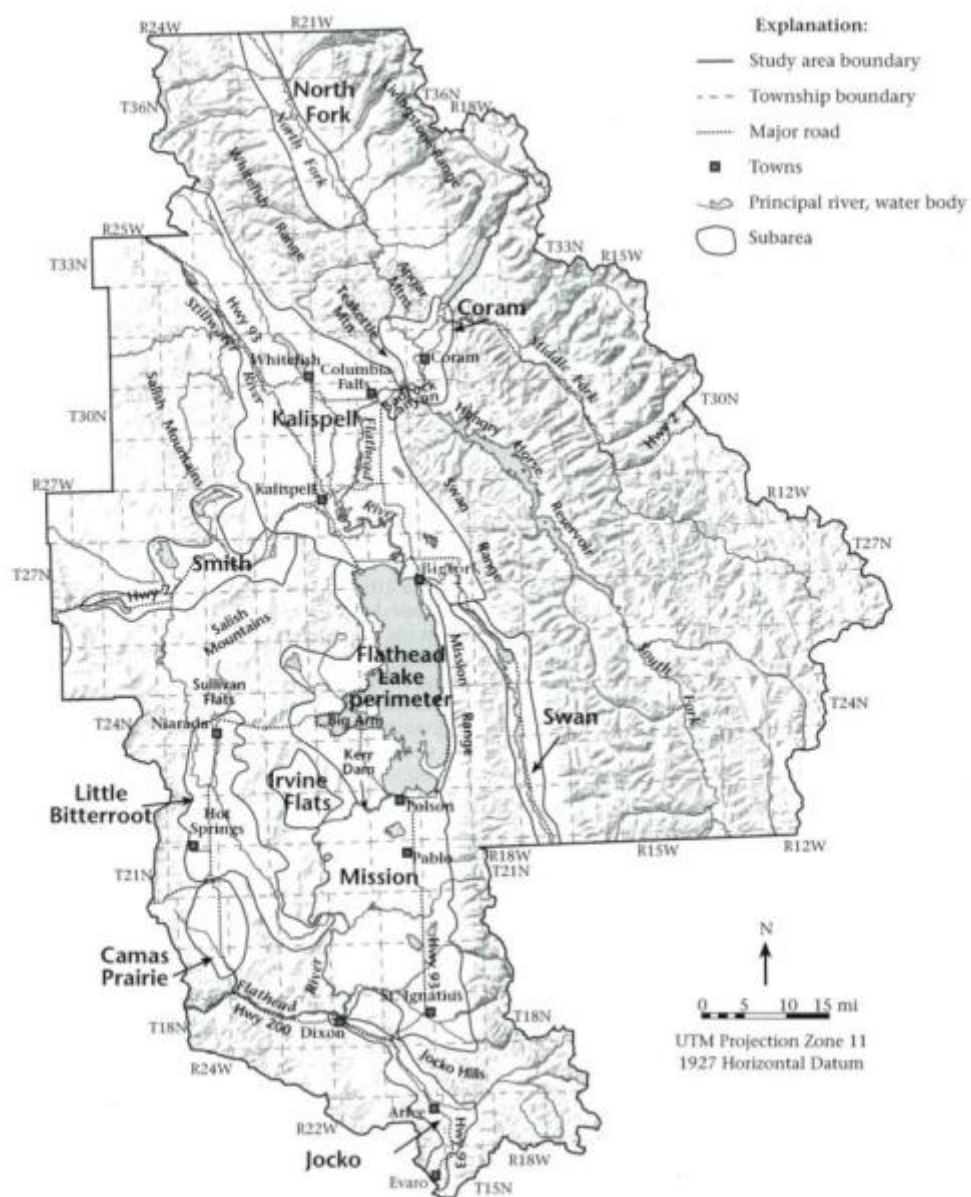 R24W
R21W
Explanation:
Study area boundary
Township boundary
Major road
Towns
Principal river, water body
Subarea
T36N
North
Fork
North Fork
Livingstone Range
T36N
R18W
Whitefish Range
R25W
T33N
T33N
R15W
Apgar
Mtns.
Teakettle
Mtn.
Coram
Coram
Hwy 93
Stillwater River
Whitefish
Columbia
Falls
Canyon
Middle Fork
Salish Mountains
Kalispell
Flathead River
T30N
T30N
Hwy 2
Hungry Horse Reservoir
R27W
Kalispell
Swan Range
R12W
T27N
T27N
Smith
Hwy 2
Bigfork
Salish
Mountains
Flathead
Lake
perimeter
Mission Range
South Fork
Sullivan
Flats
T24N
Niarada
Big Arm
Swan
T24N
Kerr
Dam
Irvine
Flats
Little
Bitterroot
Polson
Hot
Springs
Pablo
R18W
T21N
R15W
R12W
T21N
Mission
Camas
Prairie
Hwy 93
N
Flathead River
St. Ignatius
0 5 10 15 mi
Hwy 200
T18N
Dixon
T18N
UTM Projection Zone 11
1927 Horizontal Datum
R24W
Jocko Hills
Arlee
R22W
Hwy 93
Jocko
R18W
Evaro
T15N